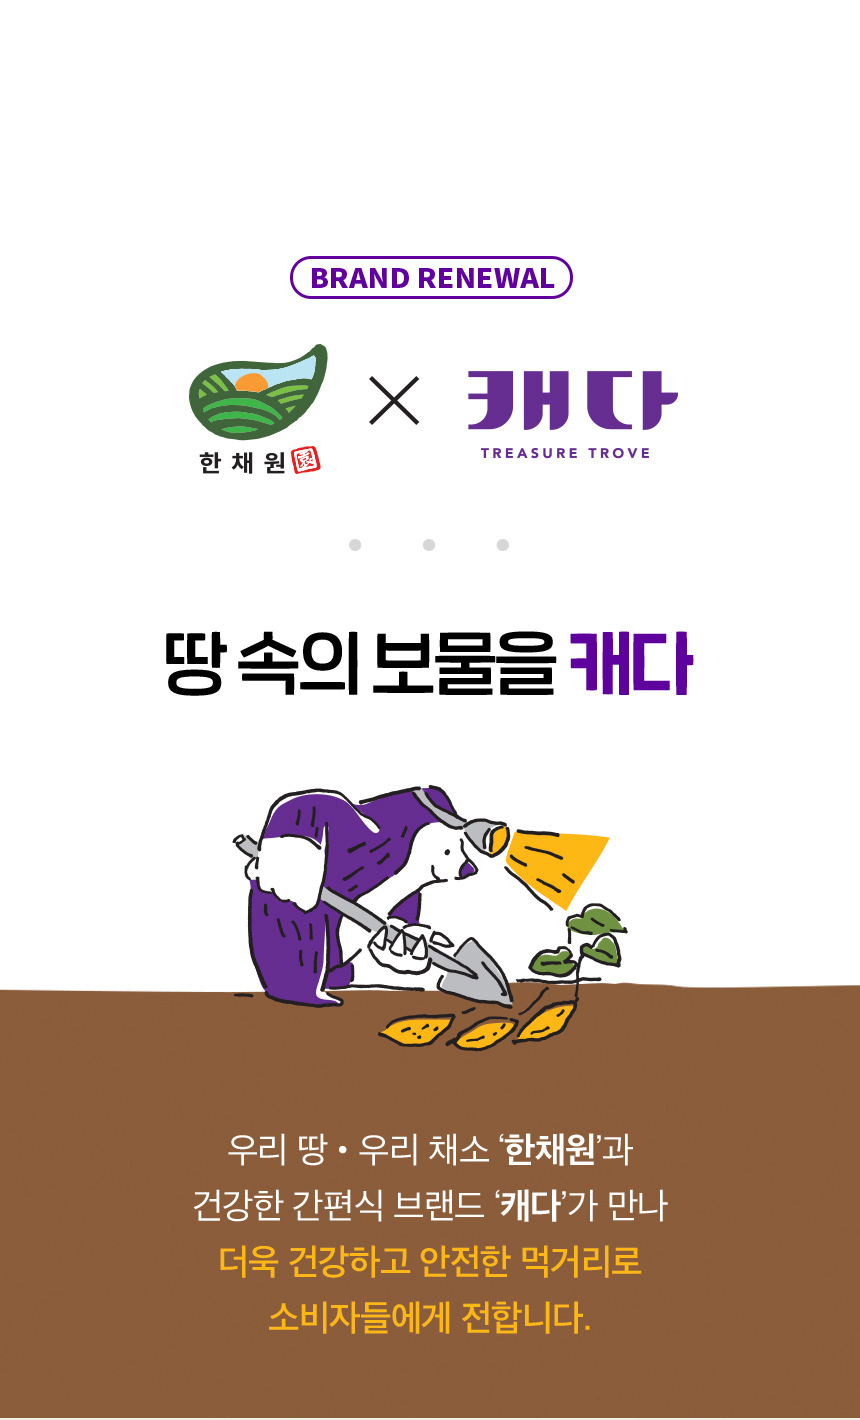 BRAND RENEWAL
한채원 園
캐다
TREASURE TROVE
땅 속의 보물을 캐다
우리 땅 • 우리 채소 ‘한채원’과
건강한 간편식 브랜드 ‘캐다’가 만나
더욱 건강하고 안전한 먹거리로
소비자들에게 전합니다.